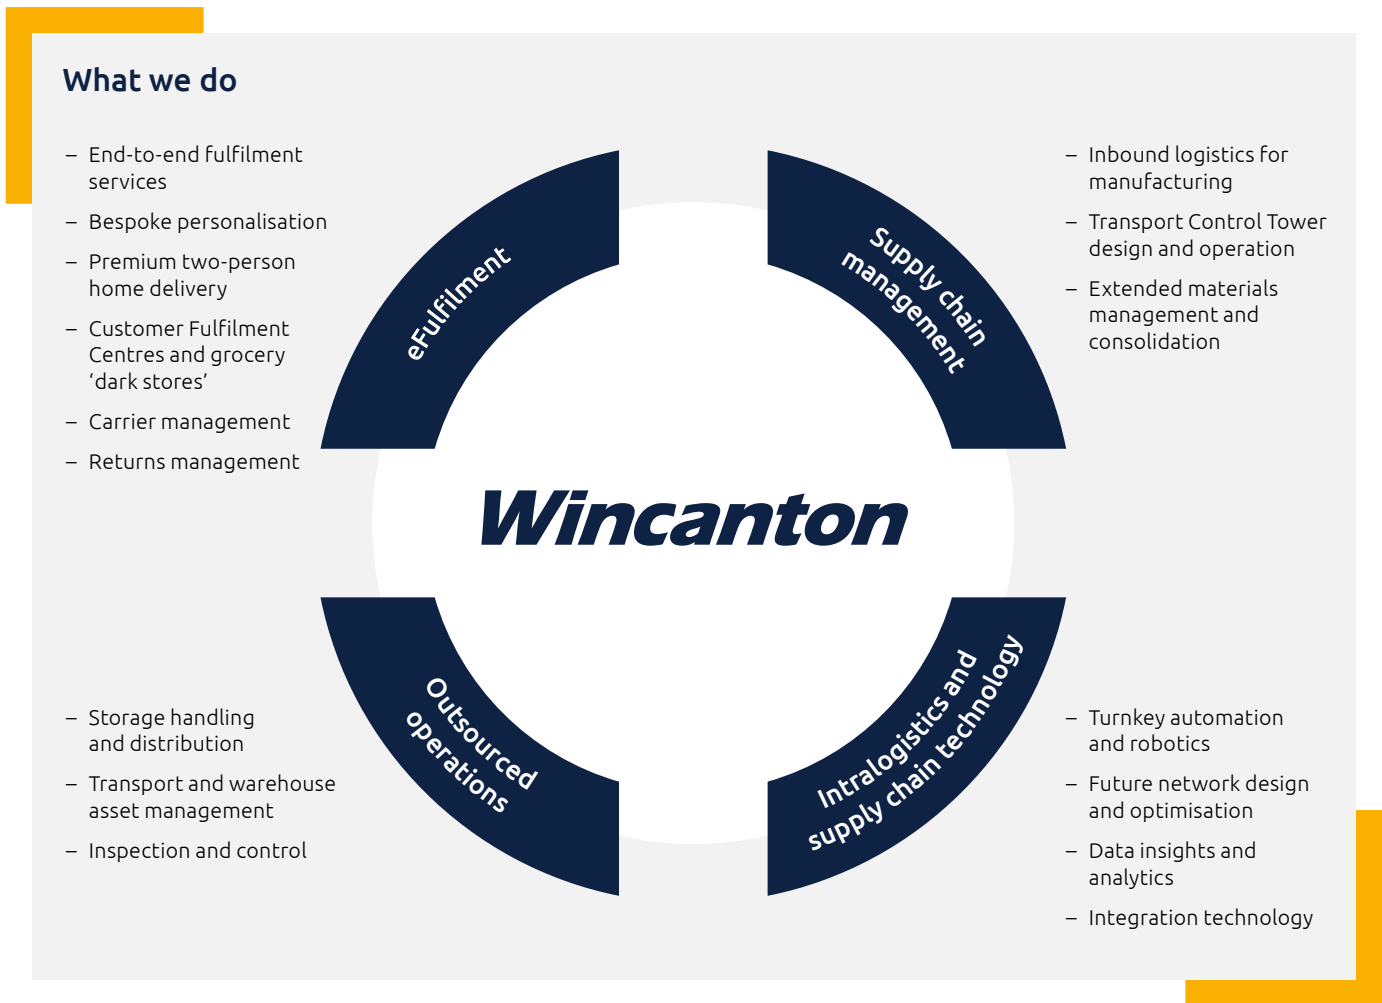 What we do
– End-to-end fulfilment
services
– Bespoke personalisation
– Premium two-person
home delivery
– Customer Fulfilment
Centres and grocery
‘dark stores’
– Carrier management
– Returns management
eFulfilment
Supply chain
management
– Inbound logistics for
manufacturing
– Transport Control Tower
design and operation
– Extended materials
management and
consolidation
Wincanton
– Storage handling
and distribution
– Transport and warehouse
asset management
– Inspection and control
Outsourced
operations
Intralogistics and
supply chain technology
– Turnkey automation
and robotics
– Future network design
and optimisation
– Data insights and
analytics
– Integration technology